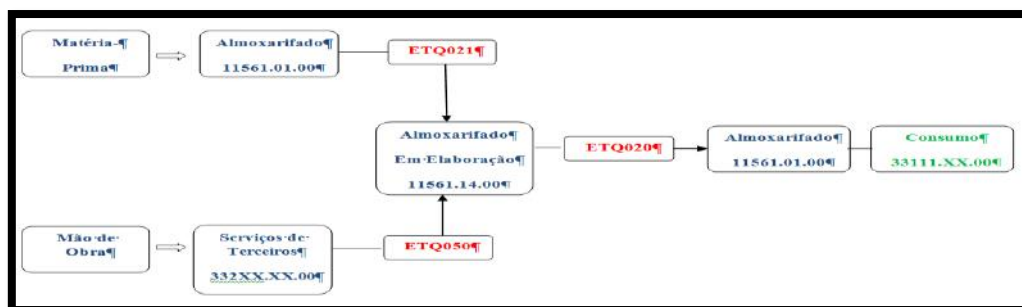 Matéria-¶
Prima¶
Almoxarifado¶
11561.01.00¶
ETQ021¶
Almoxarifado¶
Em·Elaboração¶
11561.14.00¶
ETQ020¶
Almoxarifado¶
11561.01.00¶
Consumo¶
33111.XX.00¶
Mão·de·
Obra¶
Serviços·de·
Terceiros¶
332XX.XX.00¶
ETQ050¶